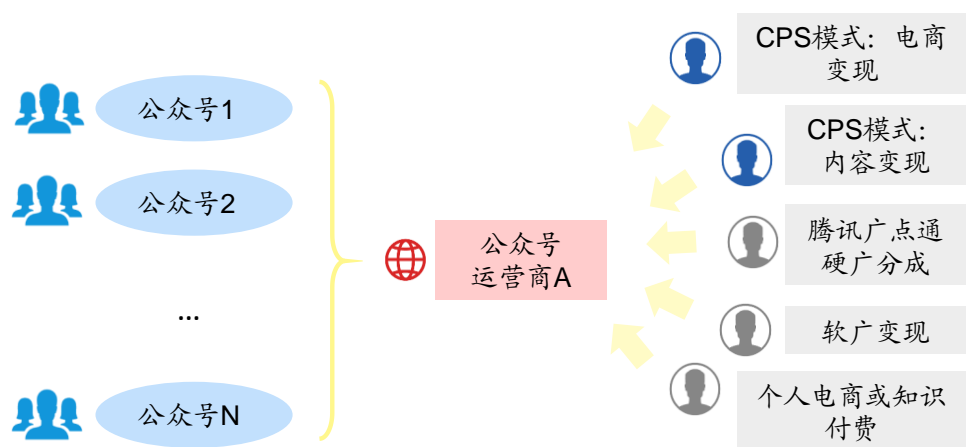 公众号1
公众号2
...
公众号N
公众号
运营商A
CPS模式：电商
变现
CPS模式：
内容变现
腾讯广点通
硬广分成
软广变现
个人电商或知识
付费